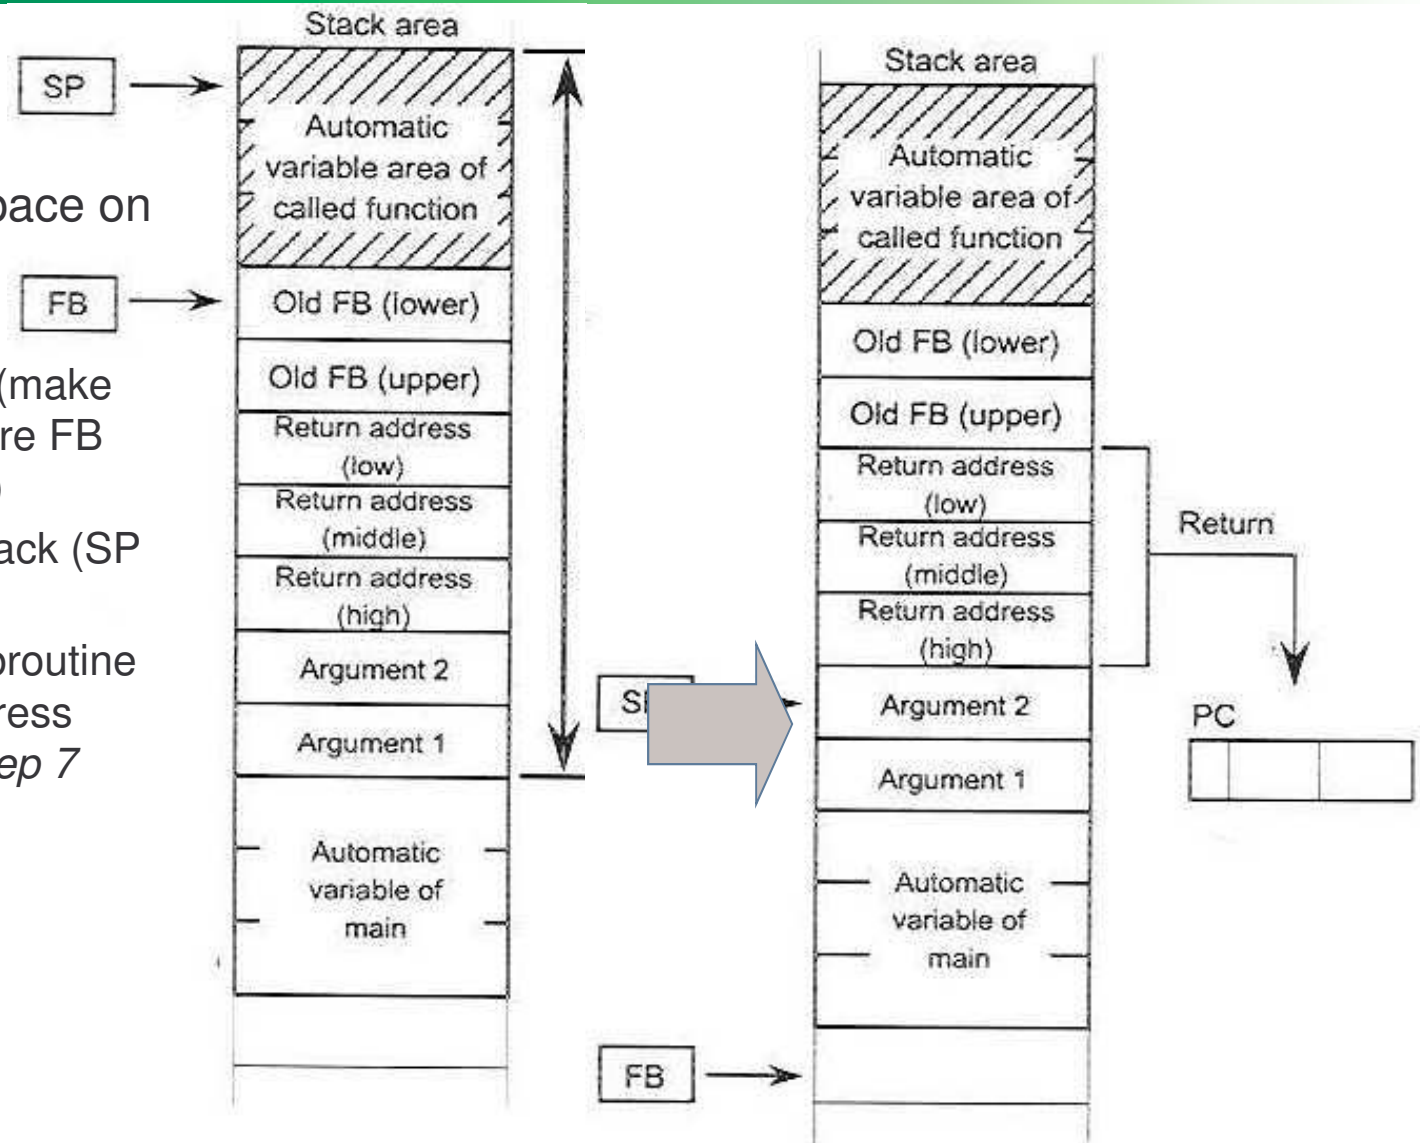 pace on
(make
re FB
)
ack (SP
routine
ress
ep 7
Stack area
SP
Automatic
variable area of
called function
FB
Old FB (lower)
Old FB (upper)
Return address
(low)
Return address
(middle)
Return address
(high)
Argument 2
Argument 1
Automatic
variable of
main
Stack area
Automatic
variable area of
called function
Old FB (lower)
Old FB (upper)
Return address
(low)
Return address
(middle)
Return address
(high)
Argument 2
Argument 1
Automatic
variable of
main
FB
Return
PC